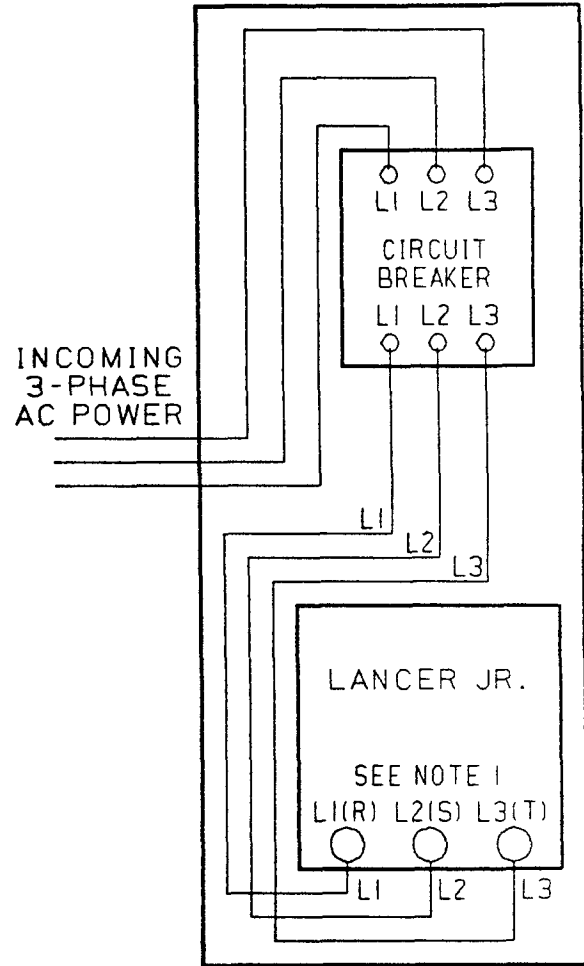 L1 L2 L3
CIRCUIT
BREAKER
L1 L2 L3
INCOMING
3-PHASE
AC POWER
L1
L2
L3
LANCER JR.
SEE NOTE 1
L1(R) L2(S) L3(T)
L1 L2 L3